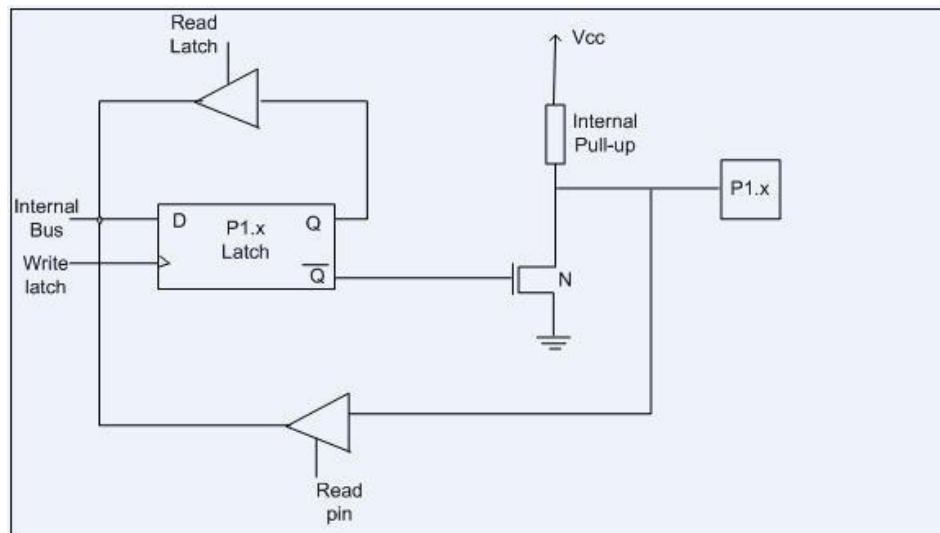 Read
Latch
Vcc
Internal
Pull-up
P1.x
Internal
Bus
D
P1.x
Latch
Q
Write
latch
Q
N
Read
pin